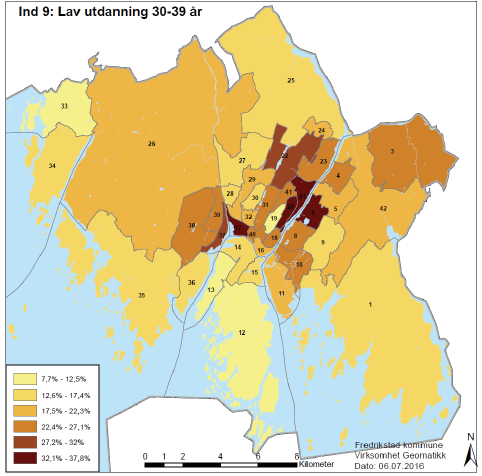 Ind 9: Lav utdanning 30-39 år
25
33
24
26
3
22
23
27
34
4
29
28
30
41
31
5
42
39
32
19
6
38
37
40
18
8
14
16
9
15
10
36
13
11
35
1
12
7,7% - 12,5%
12,6% - 17,4%
17,5% - 22,3%
22,4% - 27,1%
27,2% - 32%
32,1% - 37,8%
0 1 2 4 6 8
Kilometer
Fredrikstad kommune
Virksomhet Geomatikk
Dato: 06.07.2016
N